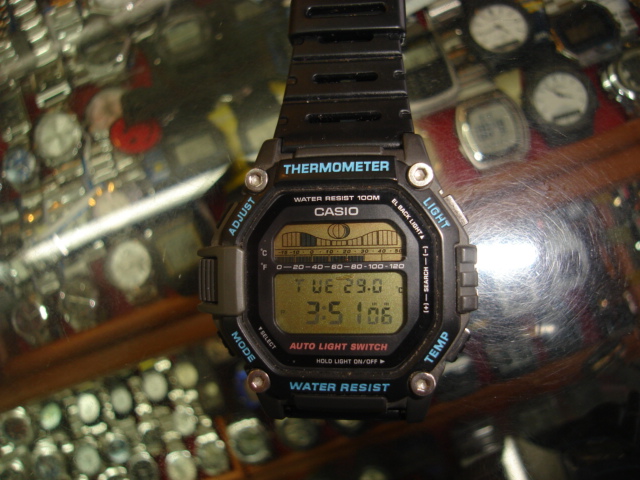 THERMOMETER
WATER RESIST 100M
CASIO
ADJUST
LIGHT
EL BACK LIGHT
°C
°F
0-20-40-60-80-100-120
[-] SEARCH [+]
TUE 29.0 °C
3:51 06
AUTO LIGHT SWITCH
HOLD LIGHT ON/OFF ►
▼SELECT
MODE
TEMP
WATER RESIST